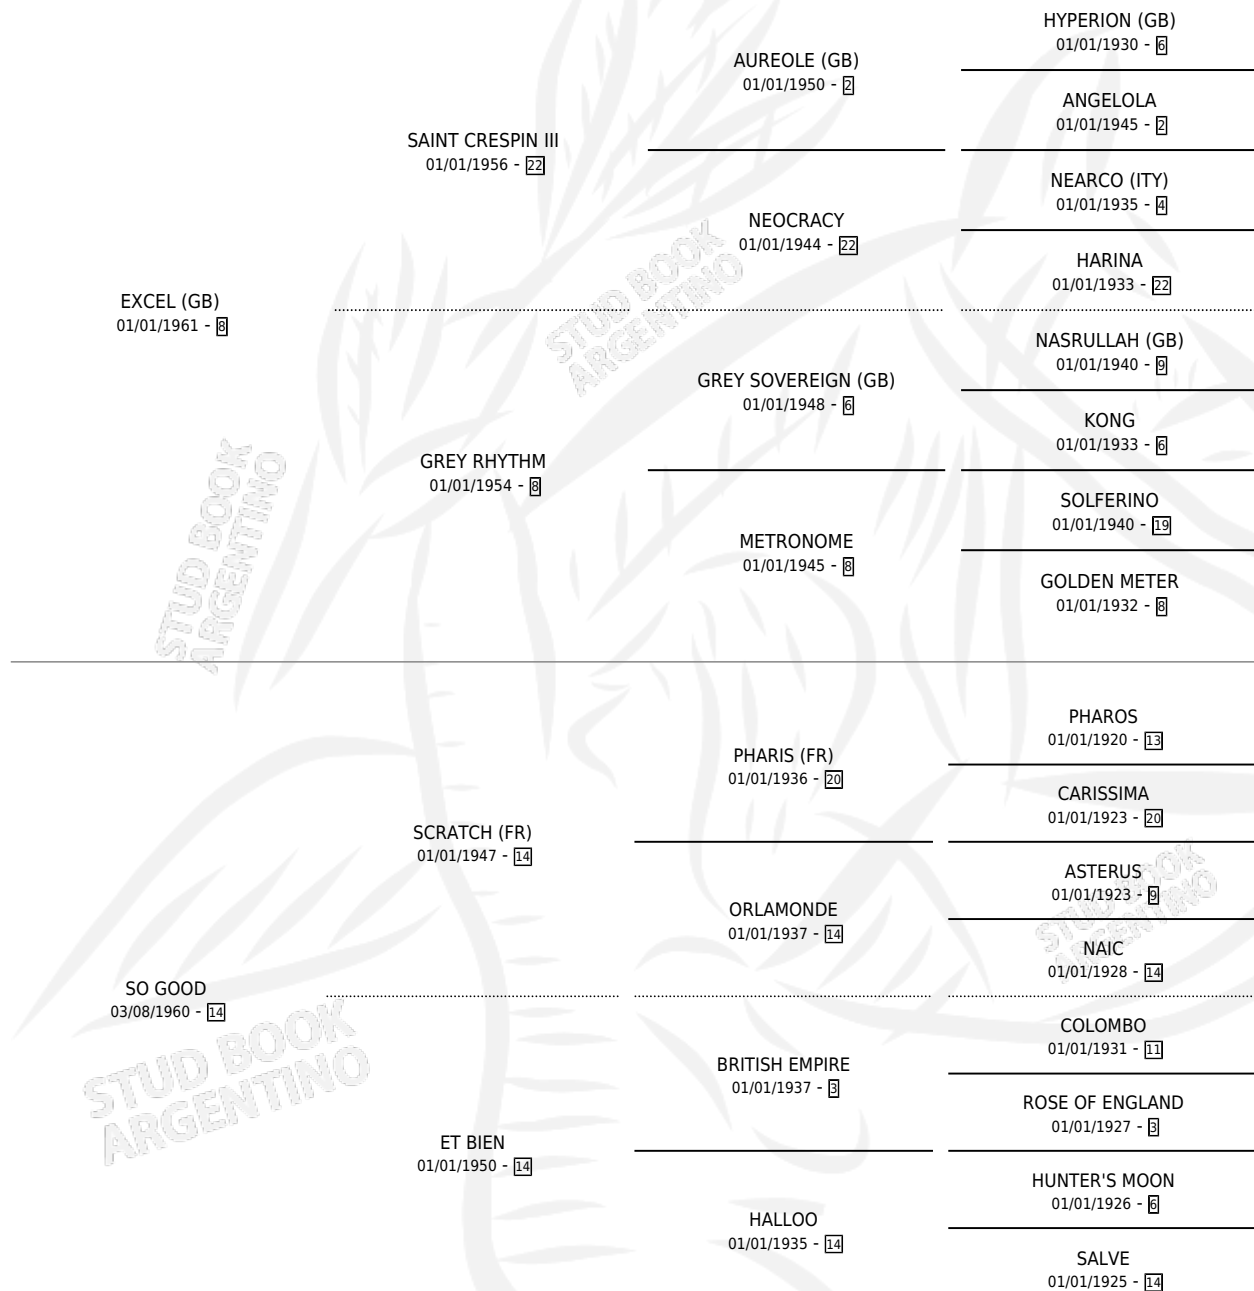 HYPERION (GB)
01/01/1930 - 6
AUREOLE (GB)
01/01/1950 - 2
ANGELOLA
01/01/1945 - 2
SAINT CRESPIN III
01/01/1956 - 22
NEARCO (ITY)
01/01/1935 - 4
NEOCRACY
01/01/1944 - 22
HARINA
01/01/1933 - 22
EXCEL (GB)
01/01/1961 - 8
NASRULLAH (GB)
01/01/1940 - 9
GREY SOVEREIGN (GB)
01/01/1948 - 6
KONG
01/01/1933 - 6
GREY RHYTHM
01/01/1954 - 8
SOLFERINO
01/01/1940 - 19
METRONOME
01/01/1945 - 8
GOLDEN METER
01/01/1932 - 8
PHAROS
01/01/1920 - 13
PHARIS (FR)
01/01/1936 - 20
CARISSIMA
01/01/1923 - 20
SCRATCH (FR)
01/01/1947 - 14
ASTERUS
01/01/1923 - 9
ORLAMONDE
01/01/1937 - 14
NAIC
01/01/1928 - 14
SO GOOD
03/08/1960 - 14
COLOMBO
01/01/1931 - 11
BRITISH EMPIRE
01/01/1937 - 3
ROSE OF ENGLAND
01/01/1927 - 3
ET BIEN
01/01/1950 - 14
HUNTER'S MOON
01/01/1926 - 6
HALLOO
01/01/1935 - 14
SALVE
01/01/1925 - 14
STUD BOOK
ARGENTINO
STUD BOOK
ARGENTINO
STUD BOOK
ARGENTINO
STUD BOOK
ARGENTINO